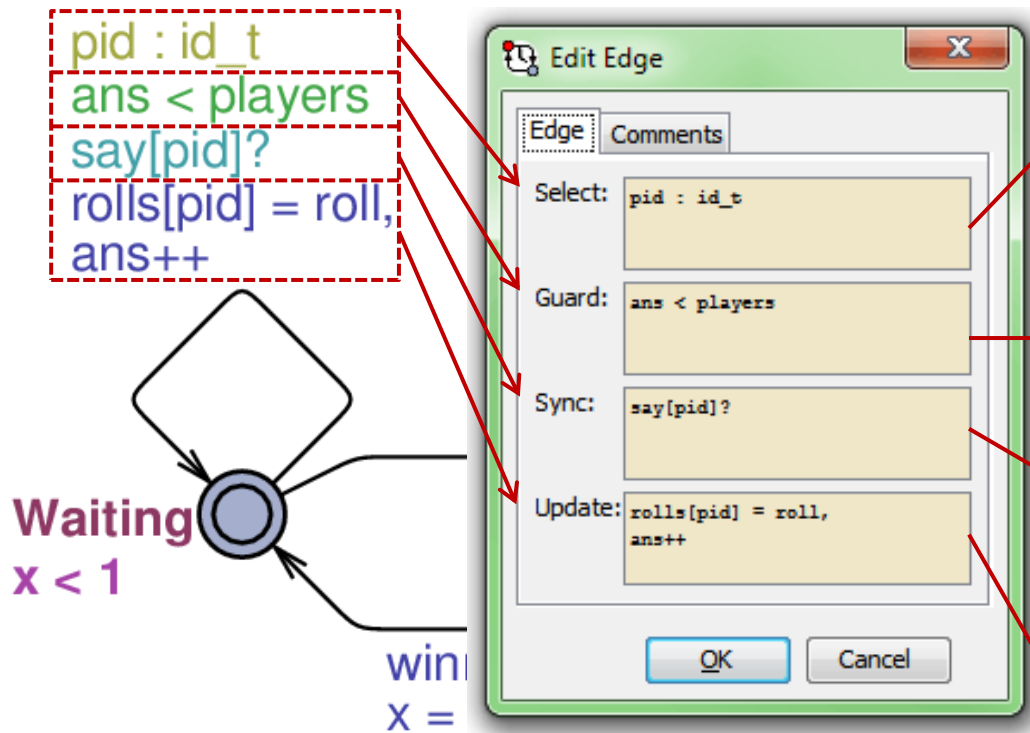 pid : id_t
ans < players
say[pid]?
rolls[pid] = roll,
ans++
Waiting
x < 1
x =
Edit Edge
Edge Comments
Select: pid : id_t
Guard: ans < players
Sync: say[pid]?
Update: rolls[pid] = roll,
ans++
OK Cancel